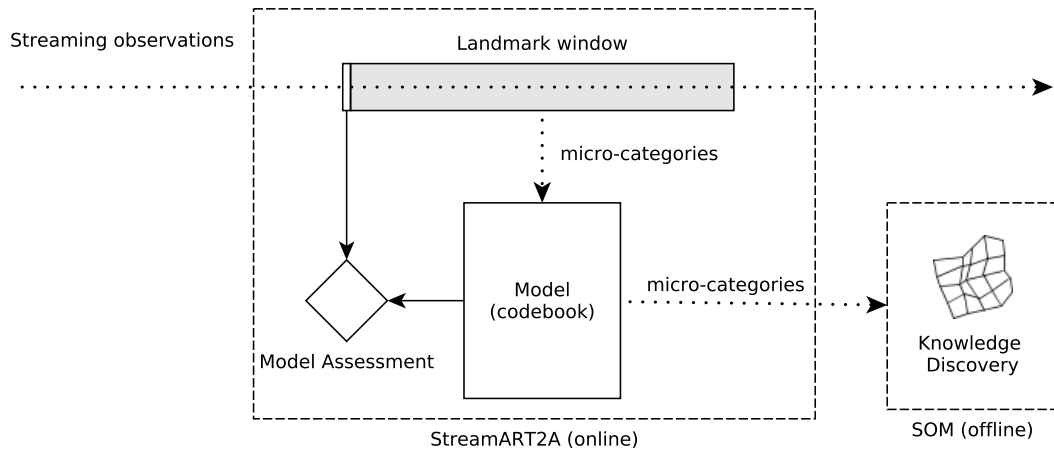 Streaming observations
Landmark window
micro-categories
micro-categories
Model
(codebook)
Model Assessment
Knowledge
Discovery
StreamART2A (online)
SOM (offline)